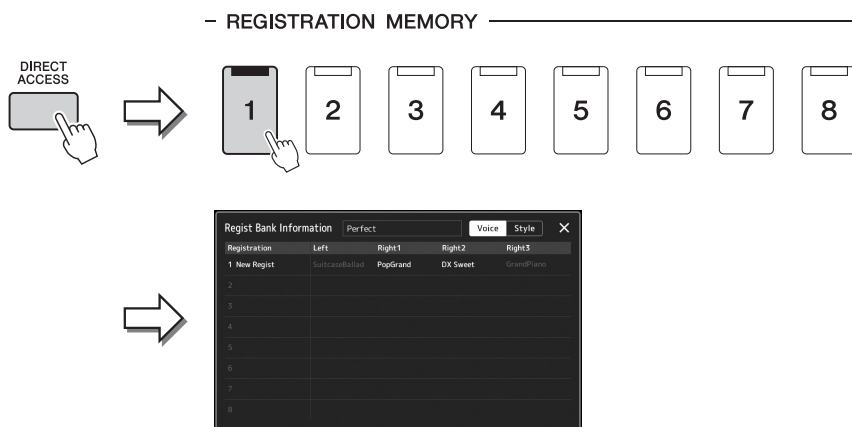 REGISTRATION MEMORY
DIRECT
ACCESS
1 2 3 4 5 6 7 8
Regist Bank Information Perfect Voice Style
Registration Left Right1 Right2 Right3
1 New Regist SuitcaseBallad PopGrand DX Sweet GrandPiano
2
3
4
5
6
7
8